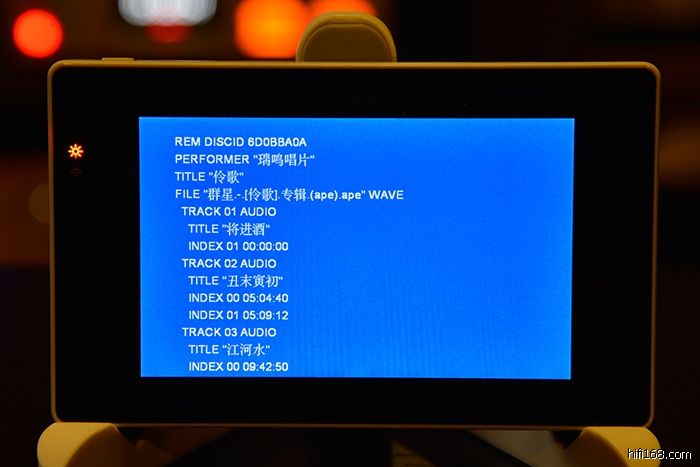 REM DISCID 6D0BBA0A
PERFORMER "瑞鸣唱片"
TITLE "伶歌"
FILE "群星.-.[伶歌].专辑.(ape).ape" WAVE
TRACK 01 AUDIO
TITLE "将进酒"
INDEX 01 00:00:00
TRACK 02 AUDIO
TITLE "丑末寅初"
INDEX 00 05:04:40
INDEX 01 05:09:12
TRACK 03 AUDIO
TITLE "江河水"
INDEX 00 09:42:50
hifi168.com